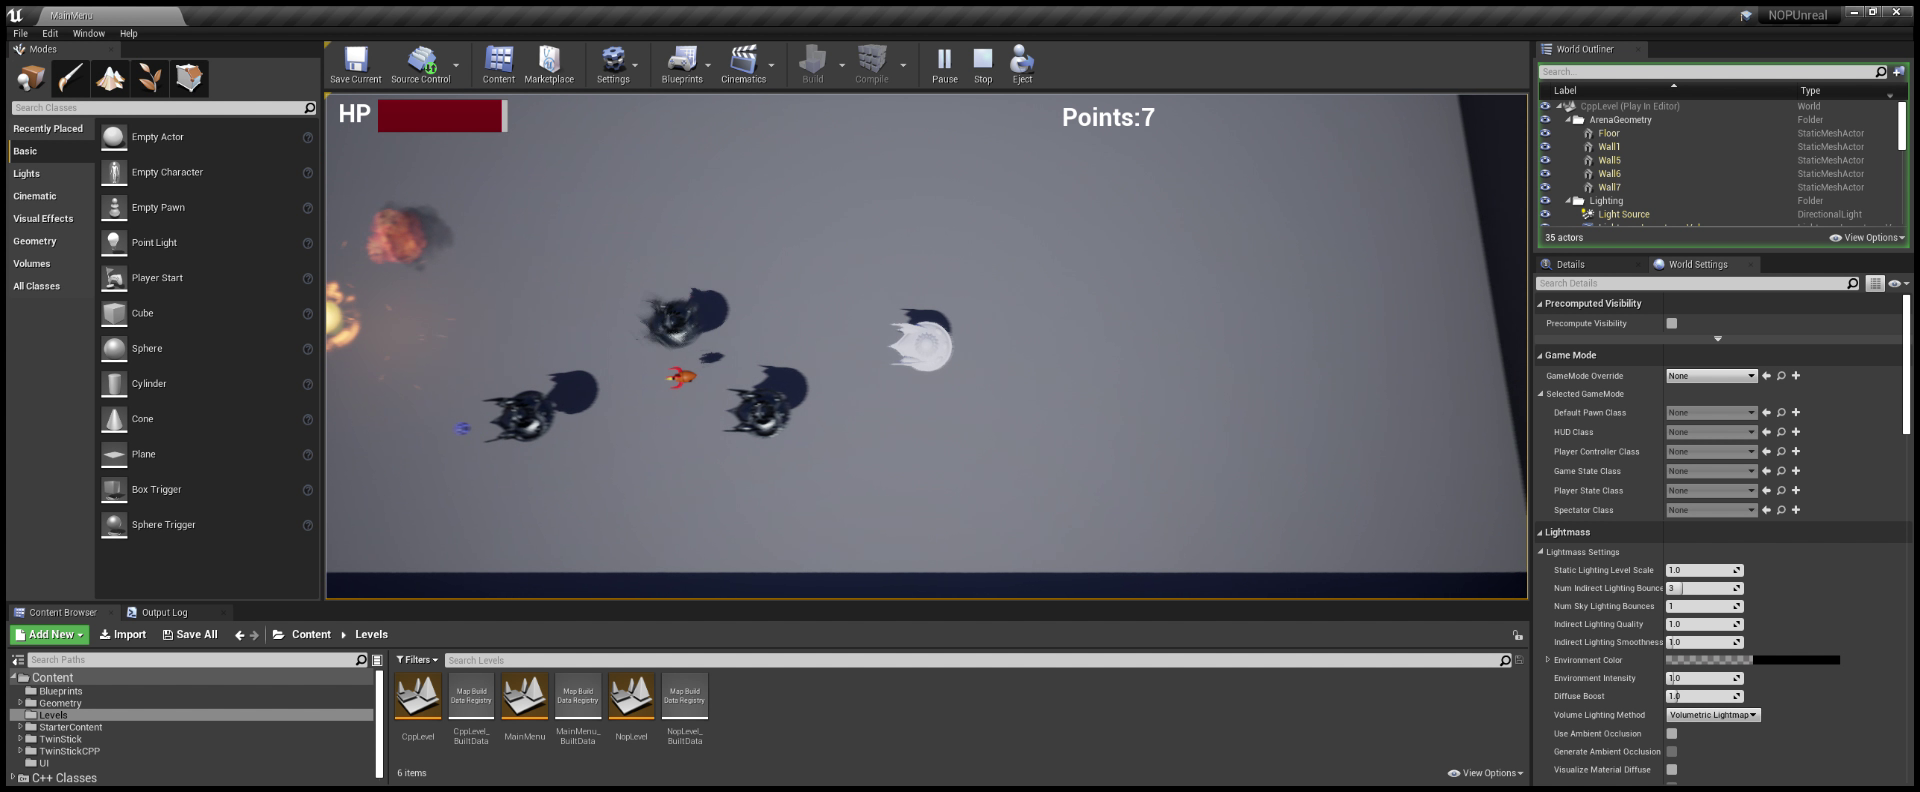 MainMenu
NOPUnreal
File Edit Window Help
Modes
Search Classes
Recently Placed
Basic
Lights
Cinematic
Visual Effects
Geometry
Volumes
All Classes
Empty Actor
Empty Character
Empty Pawn
Point Light
Player Start
Cube
Sphere
Cylinder
Cone
Plane
Box Trigger
Sphere Trigger
Save Current Source Control Content Marketplace Settings Blueprints Cinematics Build Compile Pause Stop Eject
HP
Points:7
World Outliner
Search...
Label Type
CppLevel (Play In Editor) World
ArenaGeometry Folder
Floor StaticMeshActor
Wall1 StaticMeshActor
Wall5 StaticMeshActor
Wall6 StaticMeshActor
Wall7 StaticMeshActor
Lighting Folder
Light Source DirectionalLight
35 actors View Options
Details World Settings
Search Details
Precomputed Visibility
Precompute Visibility
Game Mode
GameMode Override None
Selected GameMode
Default Pawn Class None
HUD Class None
Player Controller Class None
Game State Class None
Player State Class None
Spectator Class None
Lightmass
Lightmass Settings
Static Lighting Level Scale 1.0
Num Indirect Lighting Bounce 3
Num Sky Lighting Bounces 1
Indirect Lighting Quality 1.0
Indirect Lighting Smoothness 1.0
Environment Color
Environment Intensity 1.0
Diffuse Boost 1.0
Volume Lighting Method Volumetric Lightmap
Use Ambient Occlusion
Generate Ambient Occlusion
Visualize Material Diffuse
Content Browser Output Log
Add New Import Save All Content Levels
Search Paths
Content
Blueprints
Geometry
Levels
StarterContent
TwinStick
TwinStickCPP
UI
C++ Classes
Filters Search Levels
Map Build
Data Registry
Map Build
Data Registry
Map Build
Data Registry
CppLevel
CppLevel_
BuiltData
MainMenu
MainMenu_
BuiltData
NopLevel
NopLevel_
BuiltData
6 items View Options